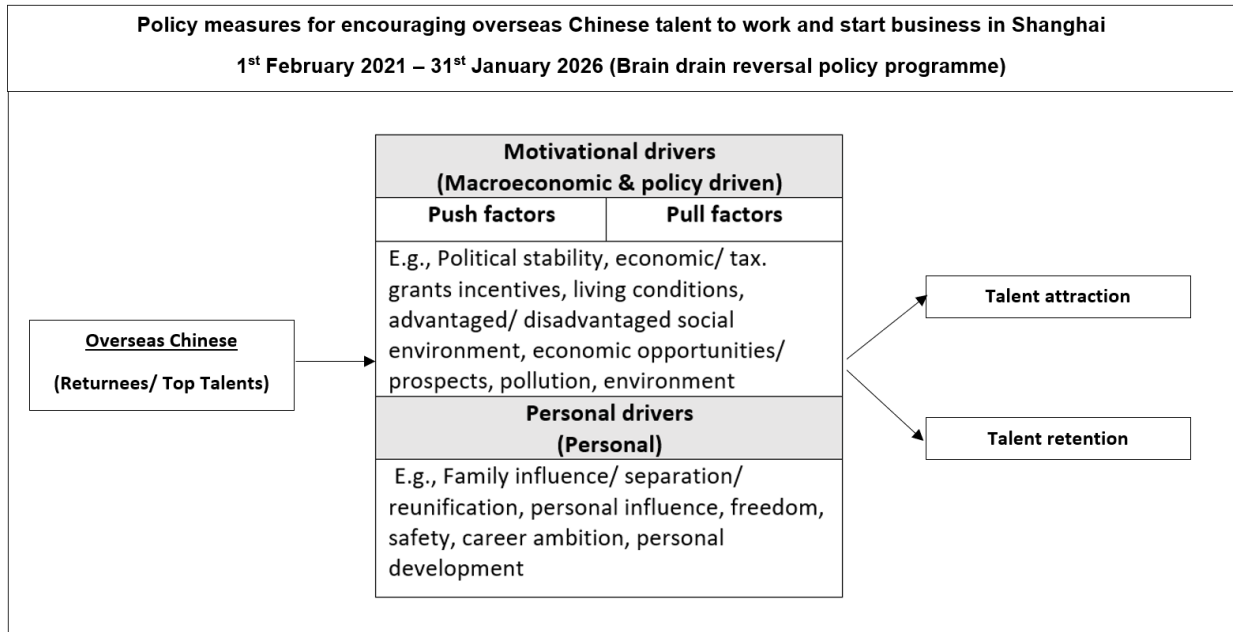 Policy measures for encouraging overseas Chinese talent to work and start business in Shanghai
1st February 2021 – 31st January 2026 (Brain drain reversal policy programme)
Motivational drivers
(Macroeconomic & policy driven)
Push factors
Pull factors
E.g., Political stability, economic/ tax.
grants incentives, living conditions,
advantaged/ disadvantaged social
environment, economic opportunities/
prospects, pollution, environment
Personal drivers
(Personal)
E.g., Family influence/ separation/
reunification, personal influence, freedom,
safety, career ambition, personal
development
Overseas Chinese
(Returnees/ Top Talents)
Talent attraction
Talent retention